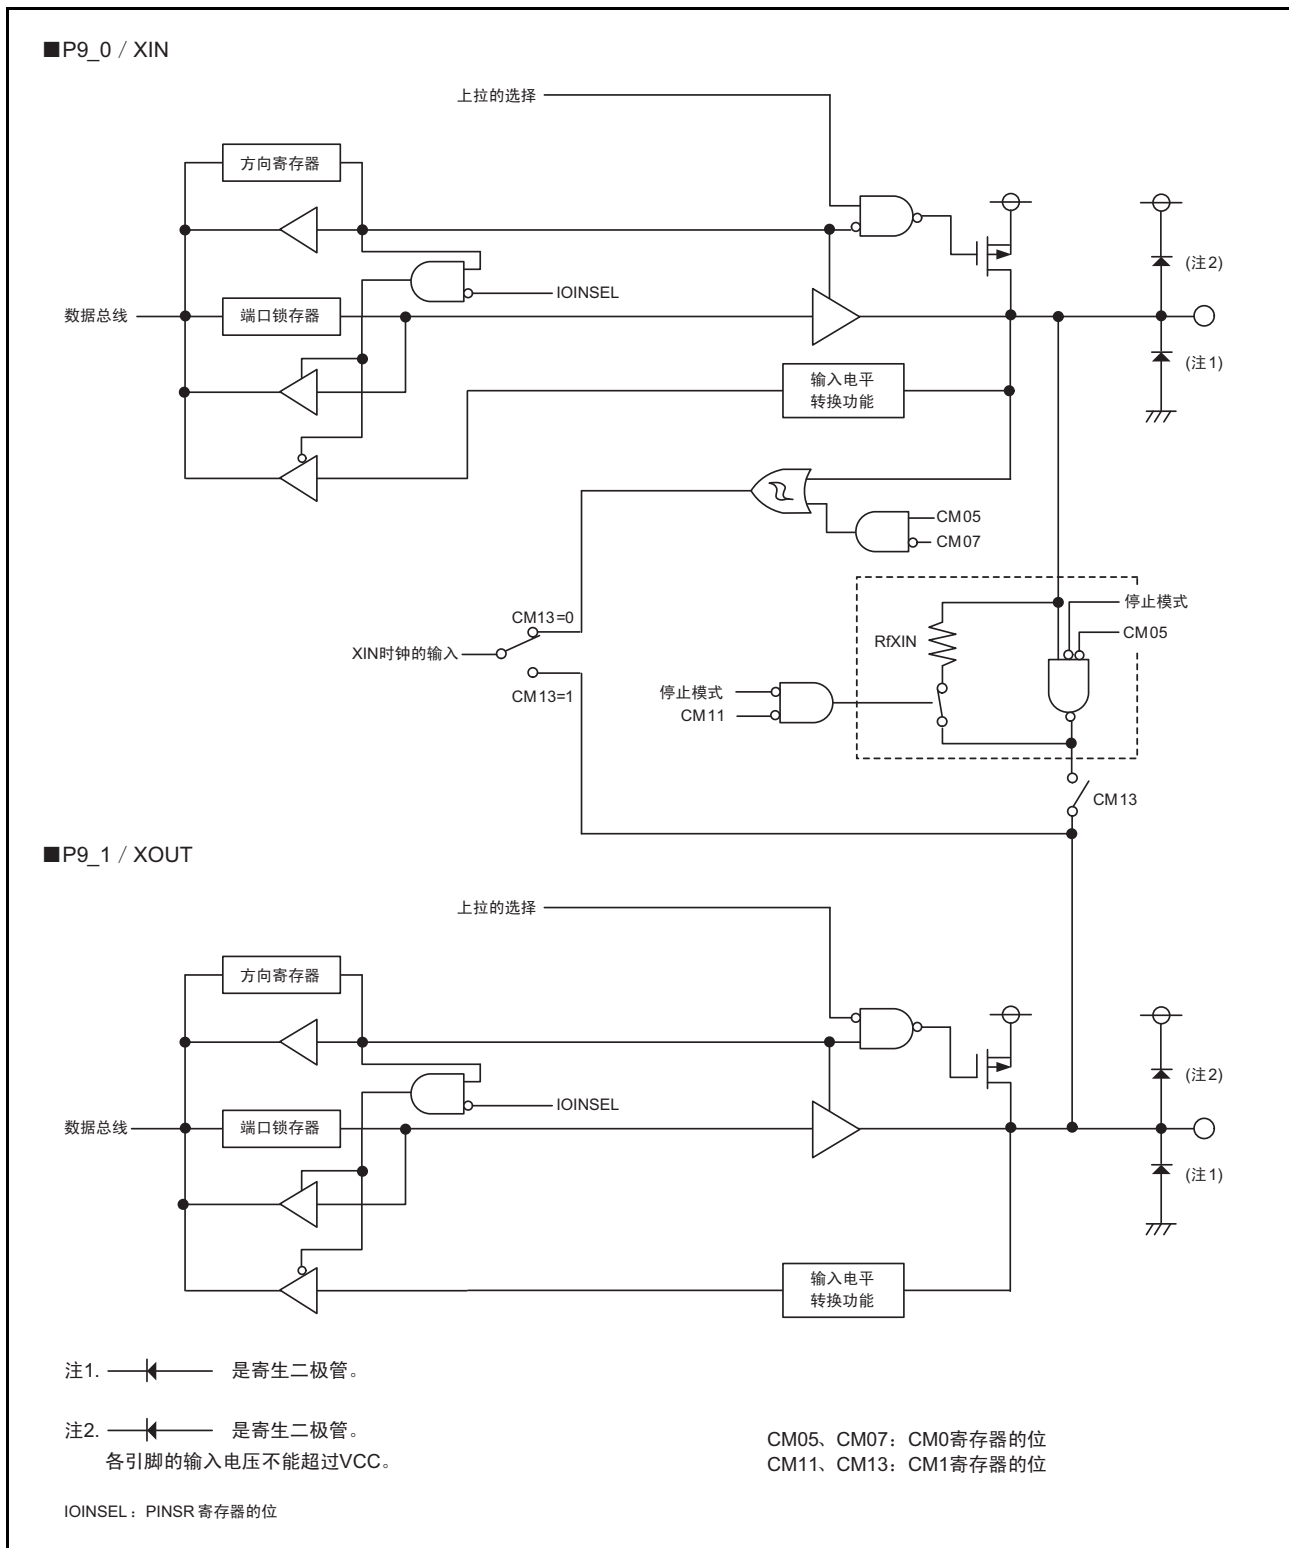 ■P9_0 / XIN
上拉的选择
方向寄存器
IOINSEL
数据总线
端口锁存器
(注2)
(注1)
输入电平
转换功能
CM05
CM07
CM13=0
XIN时钟的输入
CM13=1
停止模式
CM05
RfXIN
停止模式
CM11
CM13
■P9_1 / XOUT
上拉的选择
方向寄存器
IOINSEL
数据总线
端口锁存器
(注2)
(注1)
输入电平
转换功能
注1. 是寄生二极管。
注2. 是寄生二极管。
各引脚的输入电压不能超过VCC。
CM05、CM07：CM0寄存器的位
CM11、CM13：CM1寄存器的位
IOINSEL：PINSR 寄存器的位